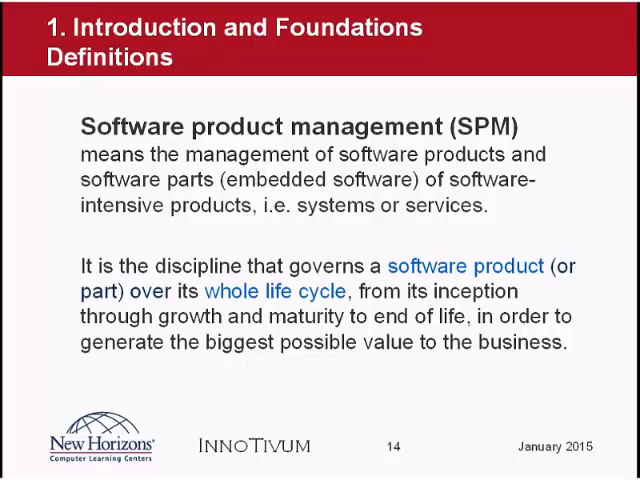 1. Introduction and Foundations
Definitions
Software product management (SPM)
means the management of software products and
software parts (embedded software) of software-
intensive products, i.e. systems or services.
It is the discipline that governs a software product (or
part) over its whole life cycle, from its inception
through growth and maturity to end of life, in order to
generate the biggest possible value to the business.
New Horizons®
Computer Learning Centers
INNOTIVUM
14
January 2015